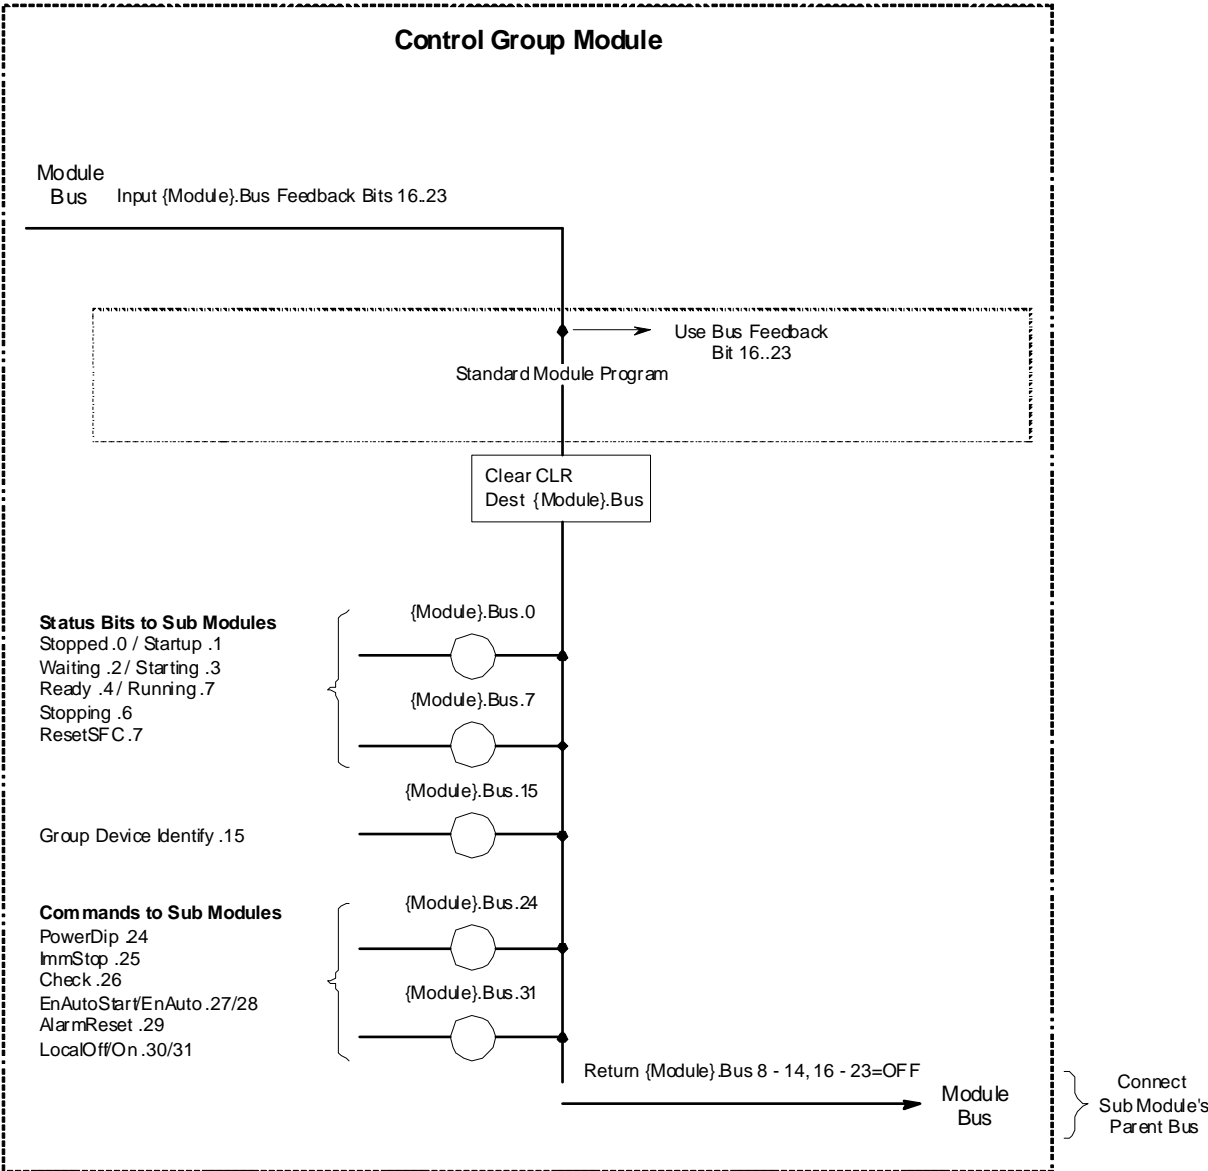 Control Group Module
Module
Bus
Input {Module}.Bus Feedback Bits 16..23
Use Bus Feedback
Bit 16..23
Standard Module Program
Clear CLR
Dest {Module}.Bus
{Module}.Bus.0
Status Bits to Sub Modules
Stopped .0 / Startup .1
Waiting .2 / Starting .3
Ready .4 / Running .7
Stopping .6
ResetSFC .7
{Module}.Bus.7
{Module}.Bus.15
Group Device Identify .15
{Module}.Bus.24
Commands to Sub Modules
PowerDip .24
ImmStop .25
Check .26
EnAutoStart/EnAuto .27/28
AlarmReset .29
LocalOff/On .30/31
{Module}.Bus.31
Return {Module}.Bus 8 - 14, 16 - 23=OFF
Module
Bus
Connect
Sub Module's
Parent Bus